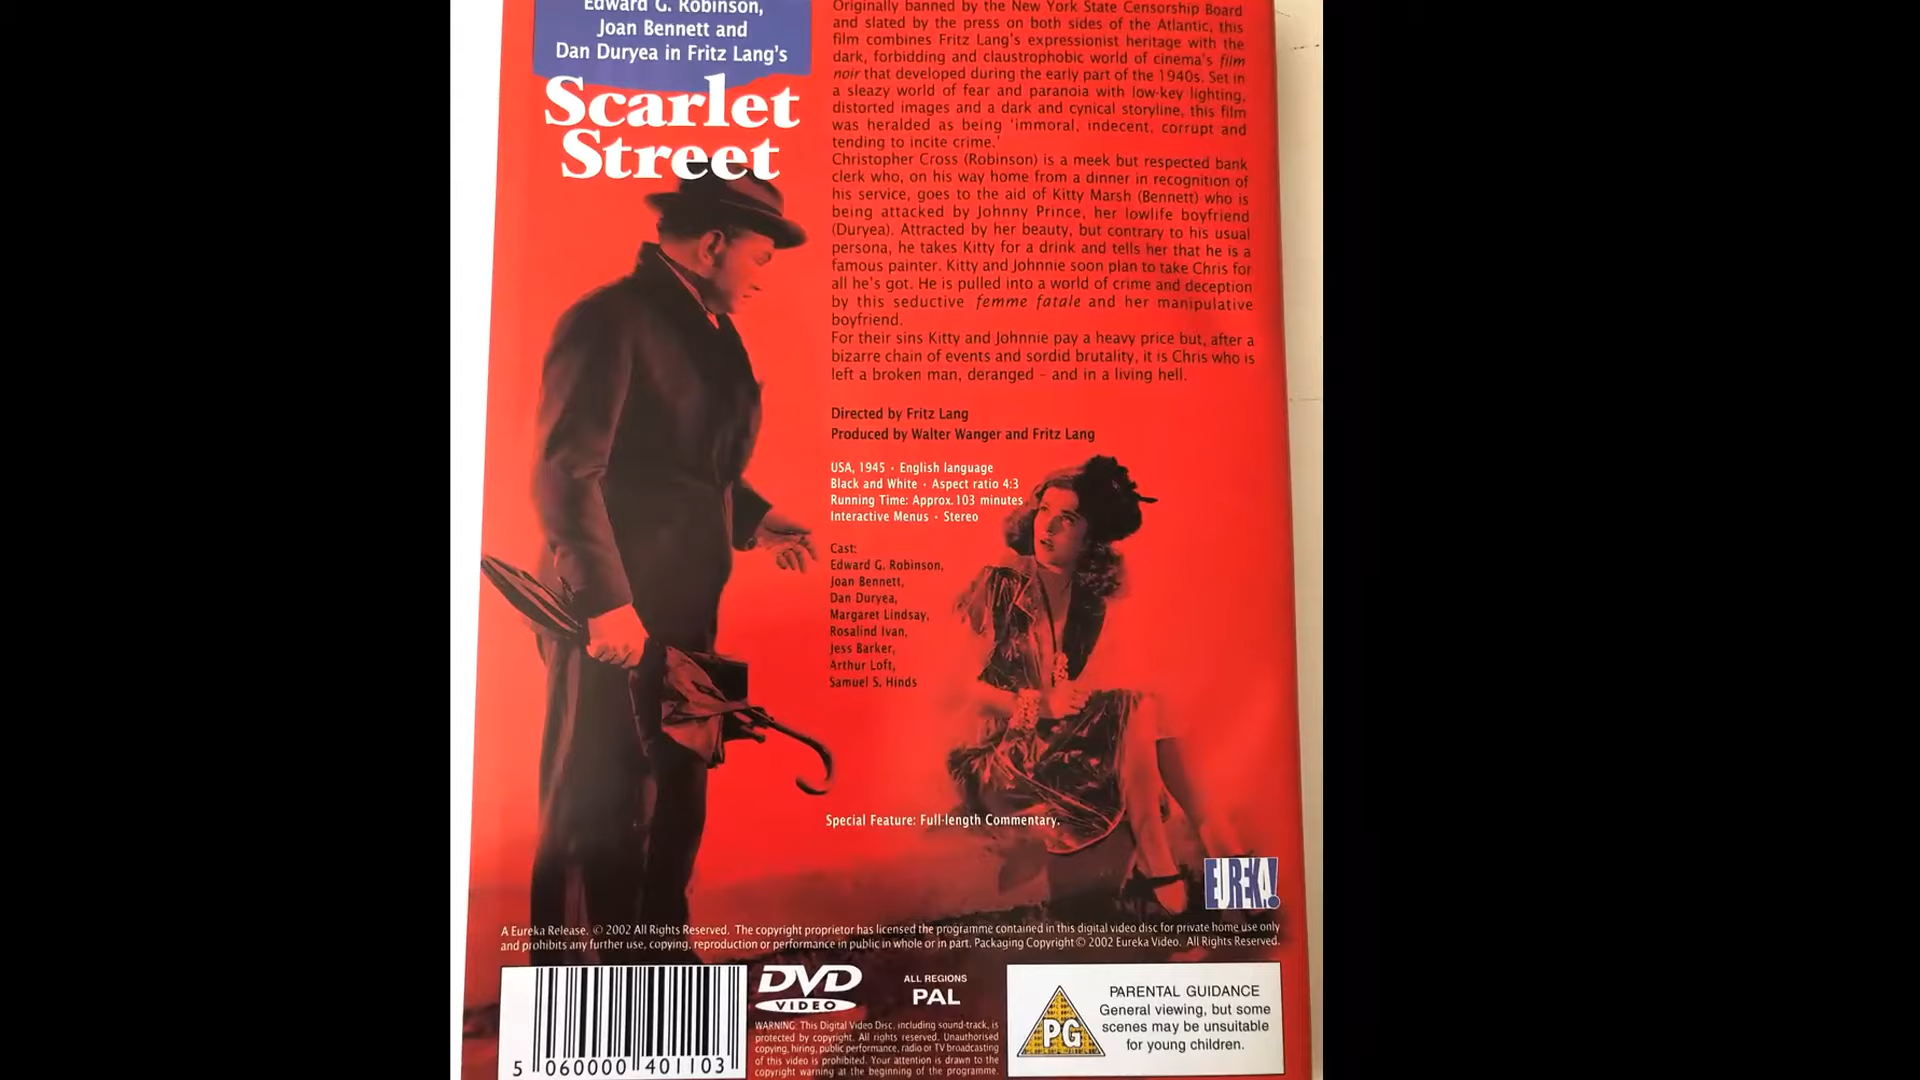 Edward G. Robinson,
Joan Bennett and
Dan Duryea in Fritz Lang's
Scarlet
Street
Originally banned by the New York State Censorship Board
and slated by the press on both sides of the Atlantic, this
film combines Fritz Lang's expressionist heritage with the
dark, forbidding and claustrophobic world of cinema's film
noir that developed during the early part of the 1940s. Set in
a sleazy world of fear and paranoia with low-key lighting,
distorted images and a dark and cynical storyline, this film
was heralded as being 'immoral, indecent, corrupt and
tending to incite crime.'
Christopher Cross (Robinson) is a meek but respected bank
clerk who, on his way home from a dinner in recognition of
his service, goes to the aid of Kitty Marsh (Bennett) who is
being attacked by Johnny Prince, her lowlife boyfriend
(Duryea). Attracted by her beauty, but contrary to his usual
persona, he takes Kitty for a drink and tells her that he is a
famous painter. Kitty and Johnnie soon plan to take Chris for
all he's got. He is pulled into a world of crime and deception
by this seductive femme fatale and her manipulative
boyfriend.
For their sins Kitty and Johnnie pay a heavy price but, after a
bizarre chain of events and sordid brutality, it is Chris who is
left a broken man, deranged – and in a living hell.
Directed by Fritz Lang
Produced by Walter Wanger and Fritz Lang
USA, 1945 · English language
Black and White · Aspect ratio 4:3
Running Time: Approx. 103 minutes
Interactive Menus · Stereo
Cast:
Edward G. Robinson,
Joan Bennett,
Dan Duryea,
Margaret Lindsay,
Rosalind Ivan,
Jess Barker,
Arthur Loft,
Samuel S. Hinds
Special Feature: Full-length Commentary.
EUREKA!
A Eureka Release. © 2002 All Rights Reserved. The copyright proprietor has licensed the programme contained in this digital video disc for private home use only
and prohibits any further use, copying, reproduction or performance in public in whole or in part. Packaging Copyright © 2002 Eureka Video. All Rights Reserved.
5 060000 401103
DVD
VIDEO
ALL REGIONS
PAL
WARNING: This Digital Video Disc, including sound-track, is
protected by copyright. All rights reserved. Unauthorised
copying, hiring, public performance, radio or TV broadcasting
of this video is prohibited. Your attention is drawn to the
copyright warning at the beginning of the programme.
PG
PARENTAL GUIDANCE
General viewing, but some
scenes may be unsuitable
for young children.